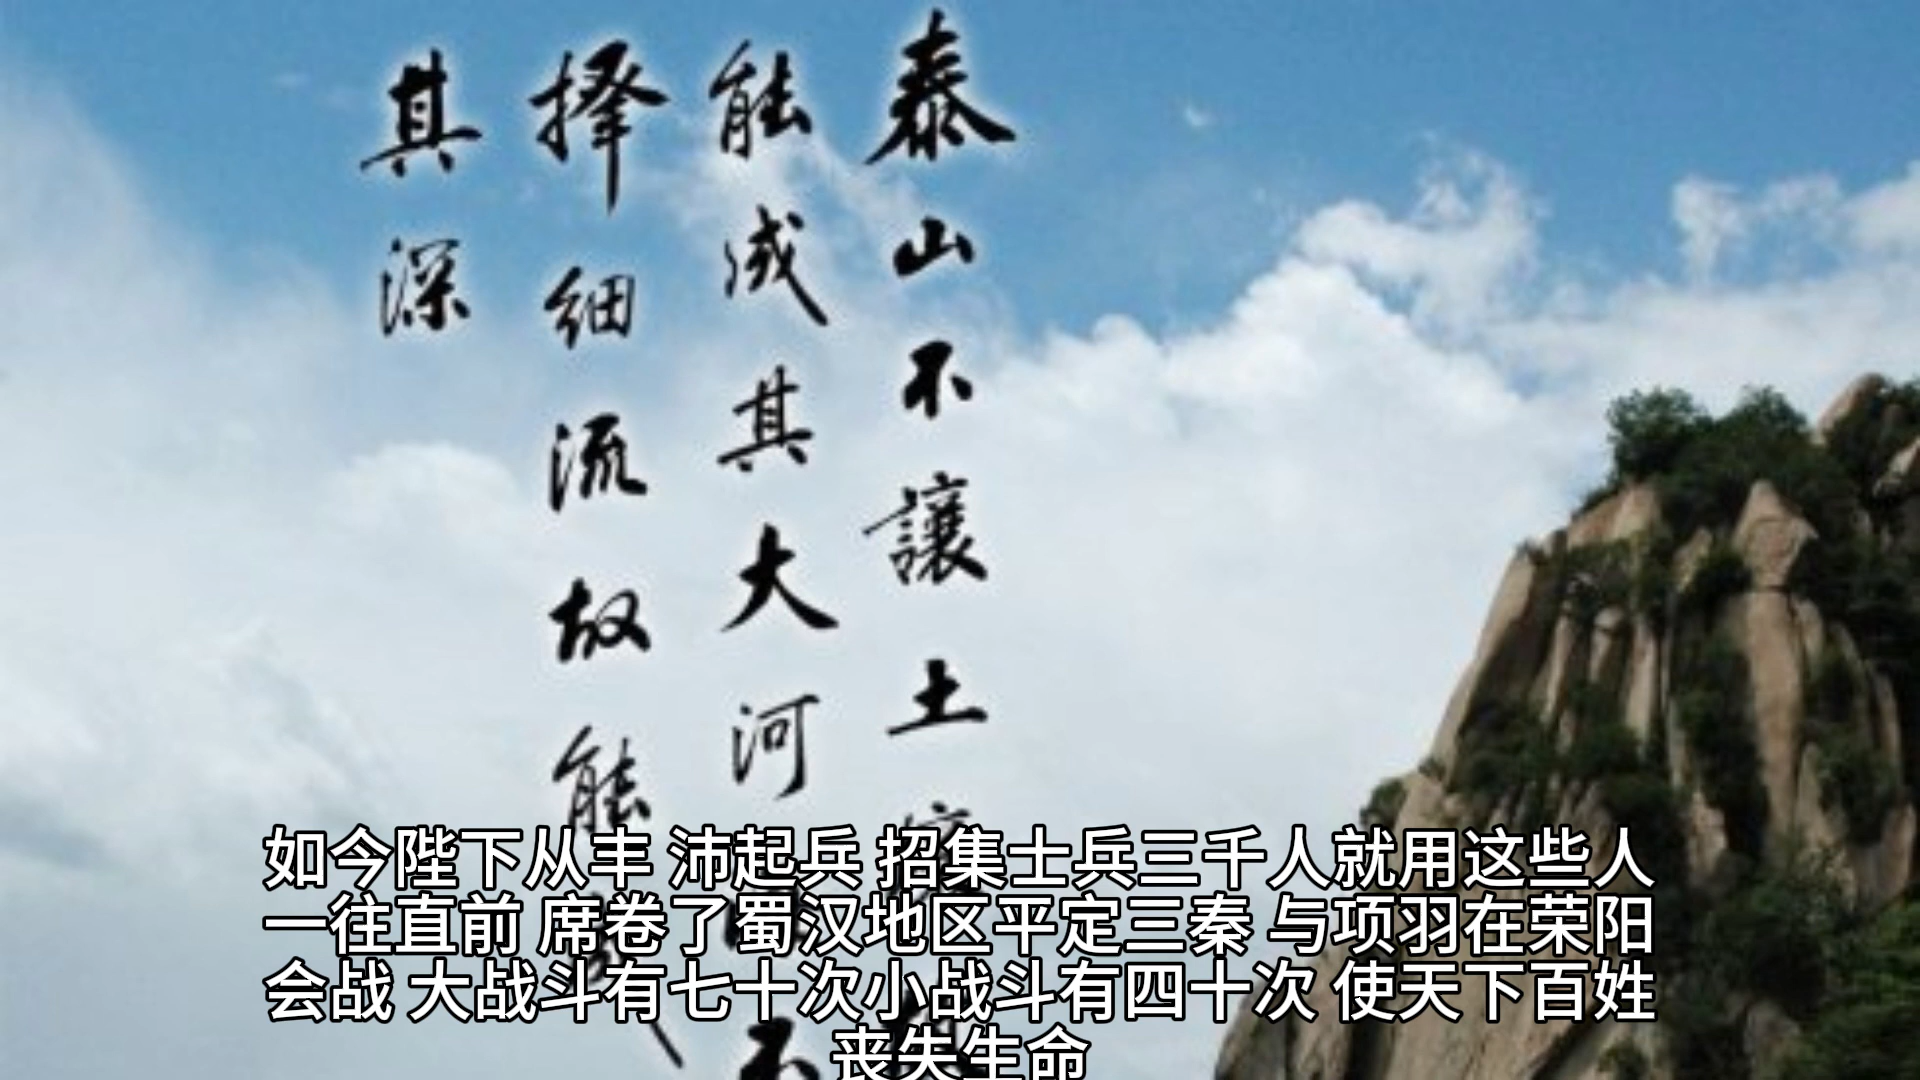 泰山不讓土
能成其大河
擇细流故能
其深
如今陛下从丰 沛起兵 招集士兵三千人就用这些人
一往直前 席卷了蜀汉地区平定三秦 与项羽在荣阳
会战 大战斗有七十次小战斗有四十次 使天下百姓
丧失生命